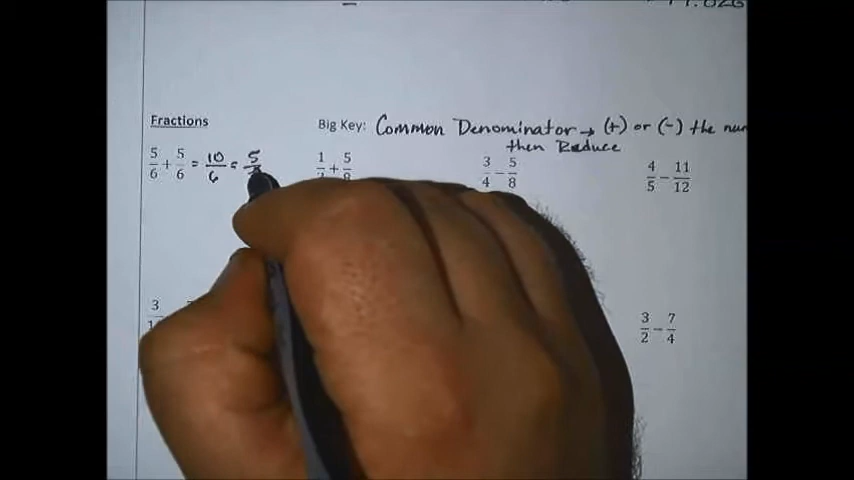 Fractions
Big Key: Common Denominator → (+) or (-) the
then Reduce
5/6 + 5/6 = 10/6 = 5/
1/ + 5/
3/4 - 5/8
4/5 - 11/12
3/
3/2 - 7/4